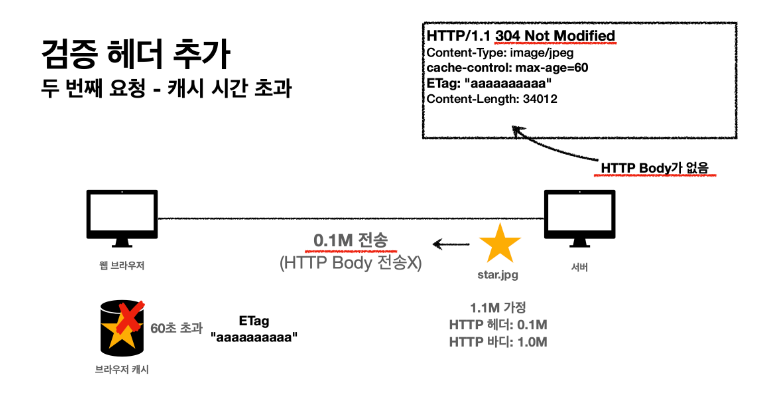 검증 헤더 추가
두 번째 요청 - 캐시 시간 초과
HTTP/1.1 304 Not Modified
Content-Type: image/jpeg
cache-control: max-age=60
ETag: "aaaaaaaaaa"
Content-Length: 34012
HTTP Body가 없음
0.1M 전송
(HTTP Body 전송X)
웹 브라우저
star.jpg
서버
60초 초과
ETag
"aaaaaaaaaa"
브라우저 캐시
1.1M 가정
HTTP 헤더: 0.1M
HTTP 바디: 1.0M